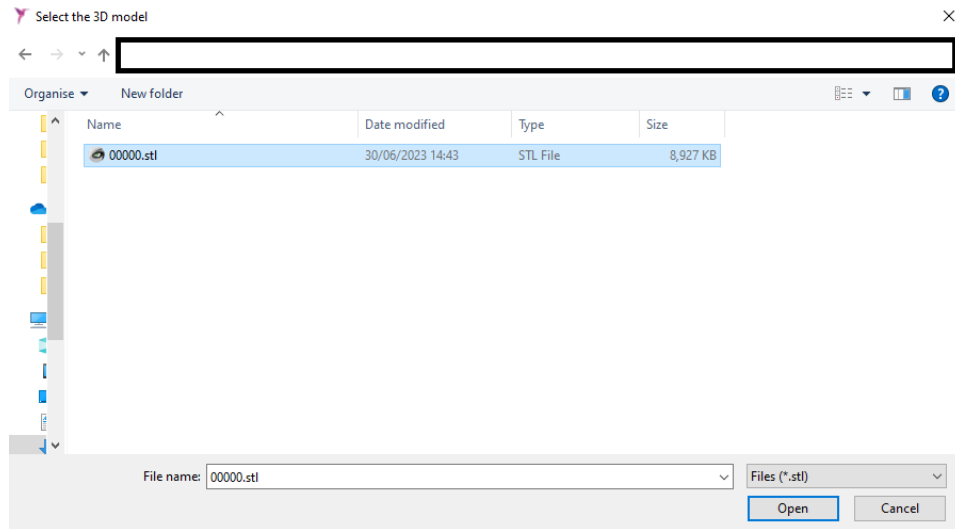 Select the 3D model
Organise New folder
Name Date modified Type Size
00000.stl 30/06/2023 14:43 STL File 8,927 KB
File name: 00000.stl Files (*.stl)
Open Cancel